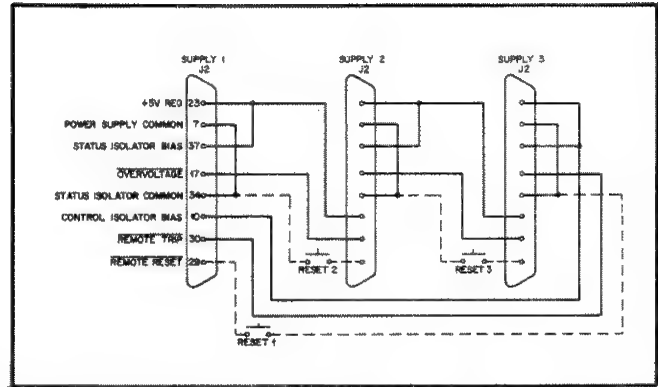 SUPPLY 1
J2
SUPPLY 2
J2
SUPPLY 3
J2
+5V REG 23
POWER SUPPLY COMMON 7
STATUS ISOLATOR BIAS 37
OVERVOLTAGE 17
STATUS ISOLATOR COMMON 36
CONTROL ISOLATOR BIAS 10
REMOTE TRIP 30
REMOTE RESET 29
RESET 2
RESET 3
RESET 1